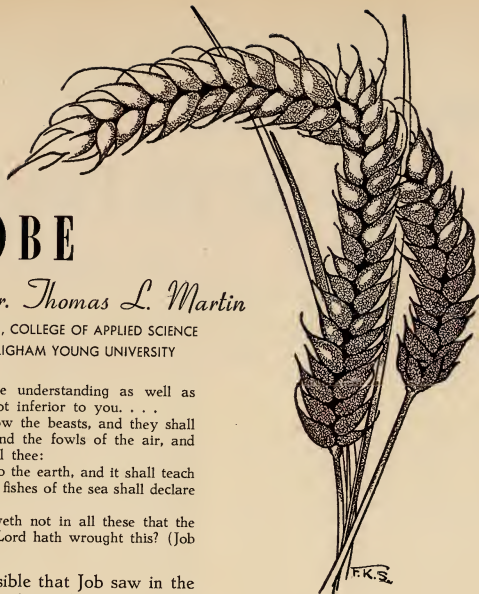 OBE
r. Thomas L. Martin
, COLLEGE OF APPLIED SCIENCE
IGHAM YOUNG UNIVERSITY
e understanding as well as
ot inferior to you. . . .
ow the beasts, and they shall
nd the fowls of the air, and
l thee:
o the earth, and it shall teach
fishes of the sea shall declare
eth not in all these that the
Lord hath wrought this? (Job
sible that Job saw in the
F.K.S.